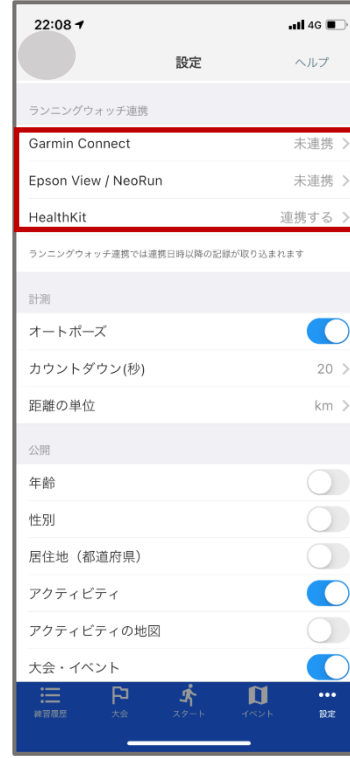 22:08
4G
設定
ヘルプ
ランニングウォッチ連携
Garmin Connect 未連携
Epson View / NeoRun 未連携
HealthKit 連携する
ランニングウォッチ連携では連携日時以降の記録が取り込まれます
計測
オートポーズ
カウントダウン(秒) 20
距離の単位 km
公開
年齢
性別
居住地（都道府県）
アクティビティ
アクティビティの地図
大会・イベント
練習履歴 大会 スタート イベント 設定